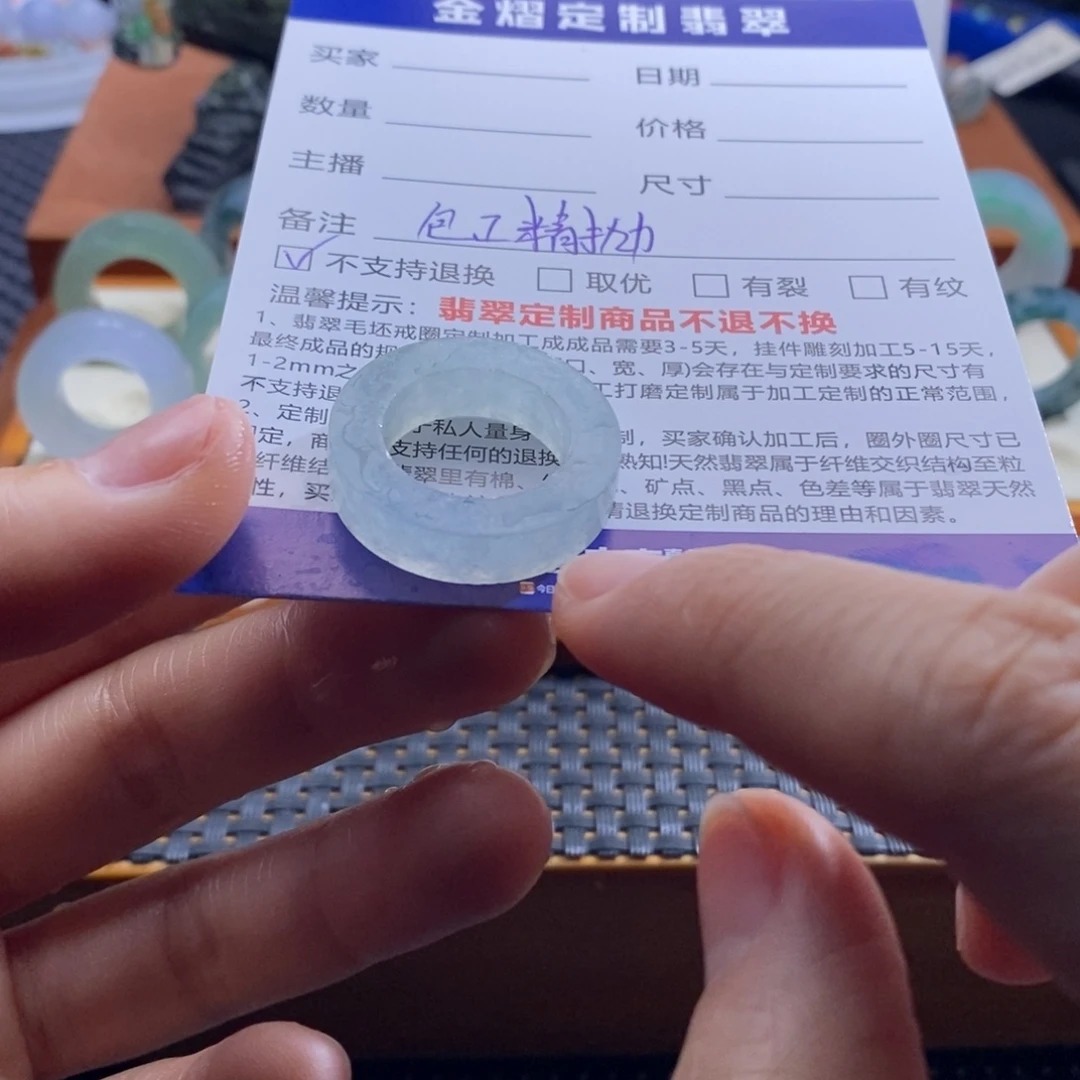 金熠定制翡翠
买家 日期
数量 价格
主播 尺寸
备注 包工精抛
不支持退换 取优 有裂 有纹
温馨提示：翡翠定制商品不退不换
1、翡翠毛坯戒圈定制加工成成品需要3-5天，挂件雕刻加工5-15天，
最终成品的 口、宽、厚)会存在与定制要求的尺寸有
1-2mm之 工打磨定制属于加工定制的正常范围，
不支持退
2、定制 于私人量身 制，买家确认加工后，圈外圈尺寸已
定，商 支持任何的退换 熟知!天然翡翠属于纤维交织结构至粒
纤维结 翡翠里有棉、 、矿点、黑点、色差等属于翡翠天然
性，买 请退换定制商品的理由和因素。
今日